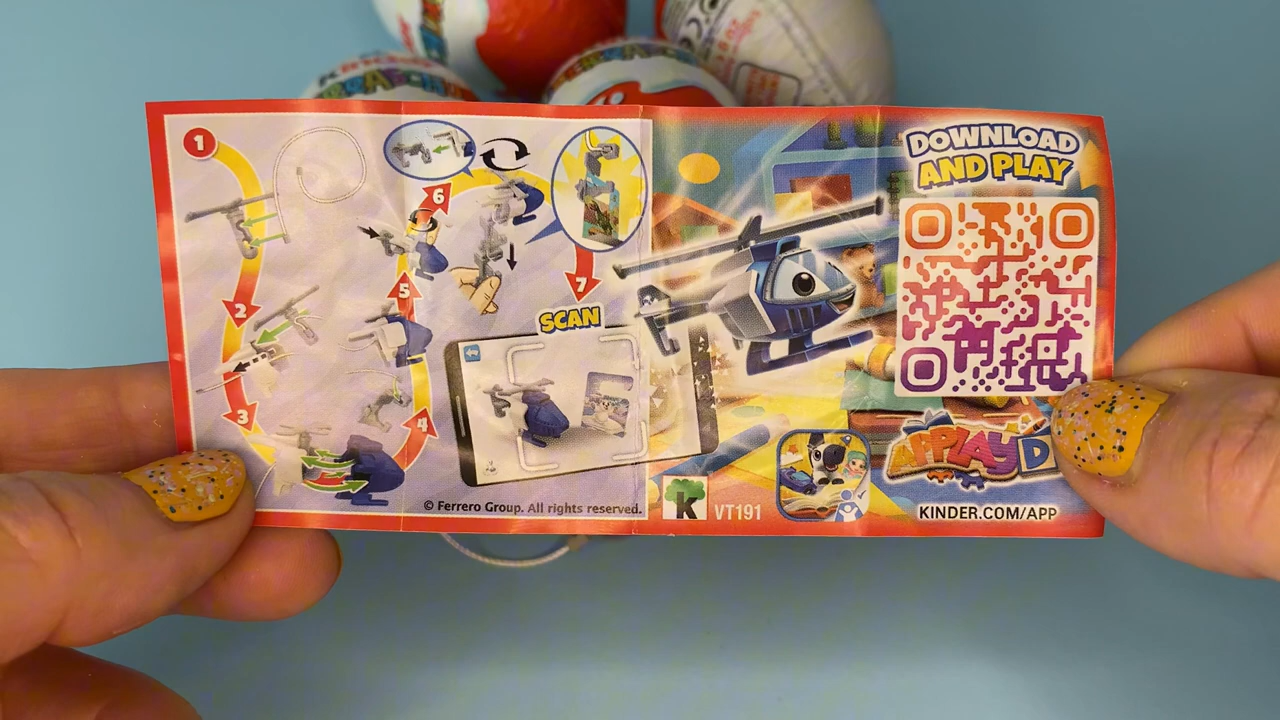 1
2
3
4
5
6
7
SCAN
© Ferrero Group. All rights reserved.
K
VT191
DOWNLOAD
AND PLAY
APPLAYD
KINDER.COM/APP